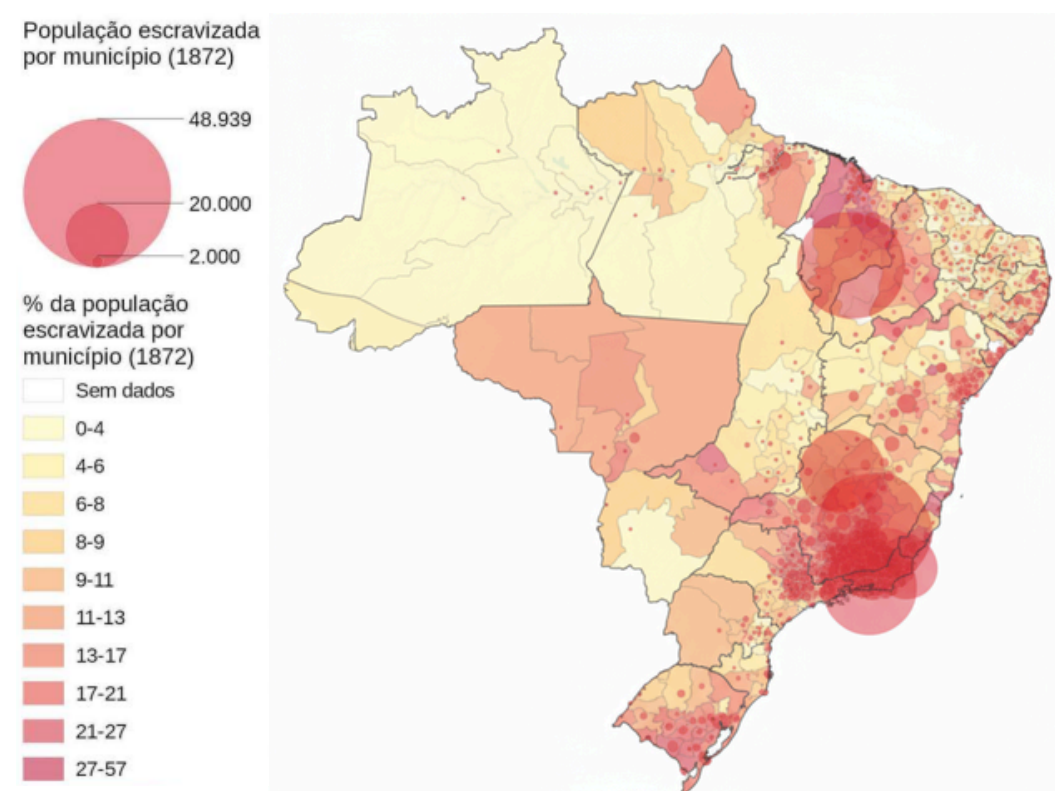 População escravizada
por município (1872)
48.939
20.000
2.000
% da população
escravizada por
município (1872)
Sem dados
0-4
4-6
6-8
8-9
9-11
11-13
13-17
17-21
21-27
27-57